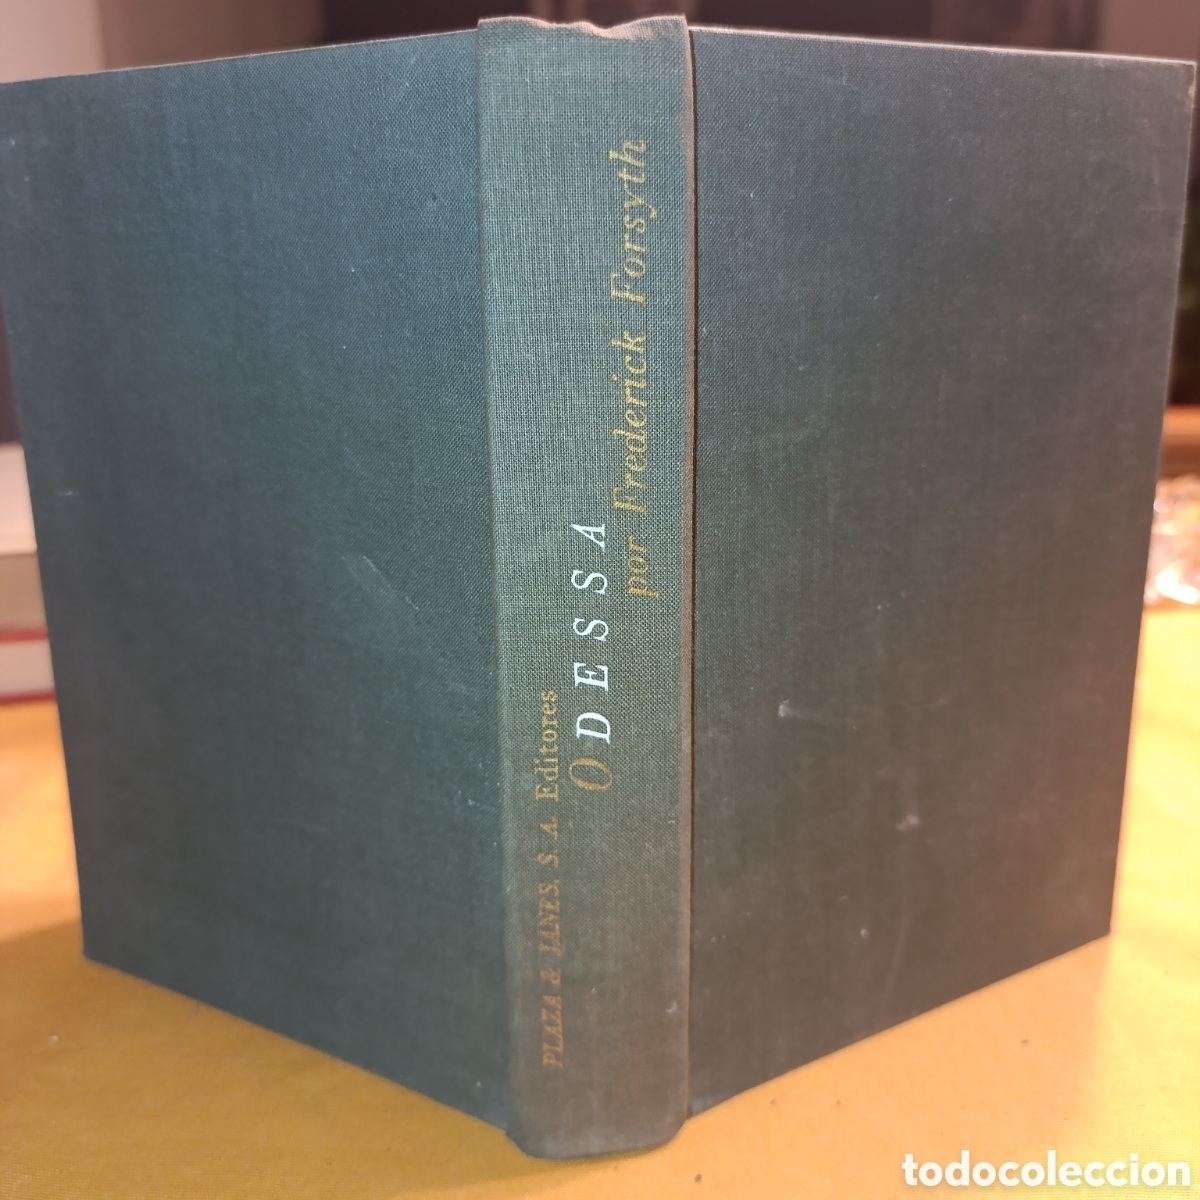 PLAZA & JANES, S. A. Editores
ODESSA
por Frederick Forsyth
todocoleccion